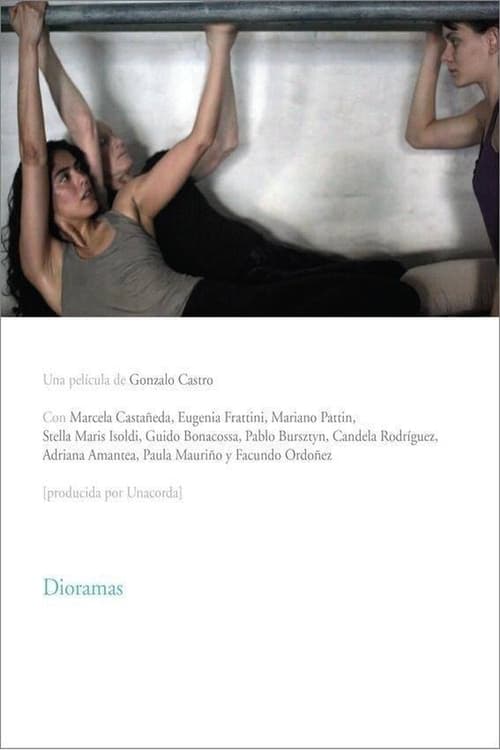 Una película de Gonzalo Castro
Con Marcela Castañeda, Eugenia Frattini, Mariano Pattin,
Stella Maris Isoldi, Guido Bonacossa, Pablo Bursztyn, Candela Rodríguez,
Adriana Amantea, Paula Mauriño y Facundo Ordoñez
[producida por Unacorda]
Dioramas